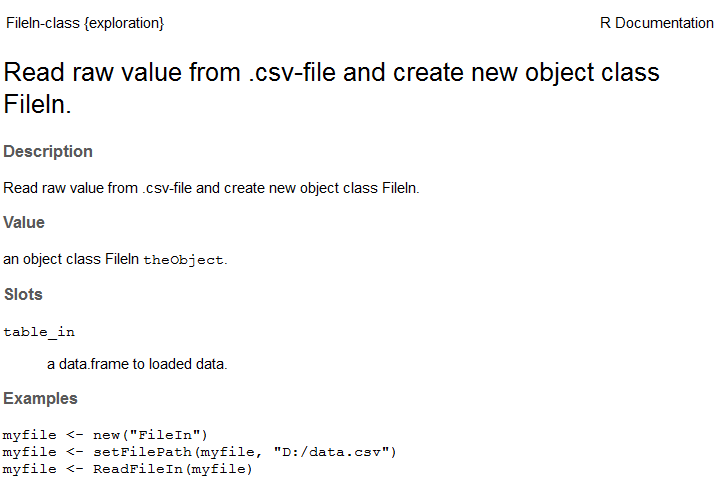 FileIn-class {exploration}
R Documentation
Read raw value from .csv-file and create new object class
FileIn.
Description
Read raw value from .csv-file and create new object class FileIn.
Value
an object class FileIn theObject.
Slots
table_in
a data.frame to loaded data.
Examples
myfile <- new("FileIn")
myfile <- setFilePath(myfile, "D:/data.csv")
myfile <- ReadFileIn(myfile)